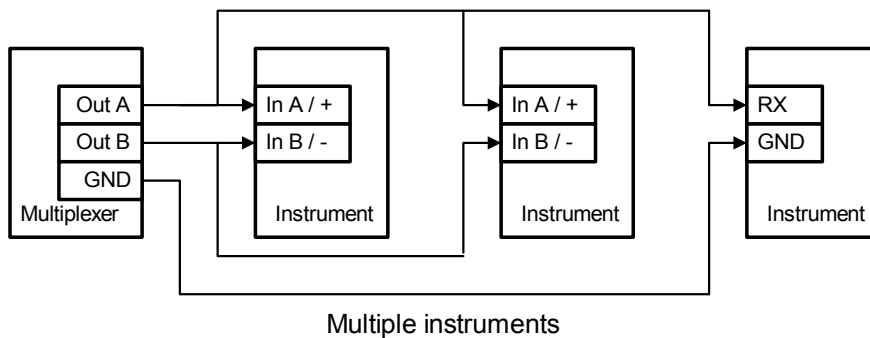 Out A
Out B
GND
Multiplexer
In A / +
In B / -
Instrument
In A / +
In B / -
Instrument
RX
GND
Instrument
Multiple instruments